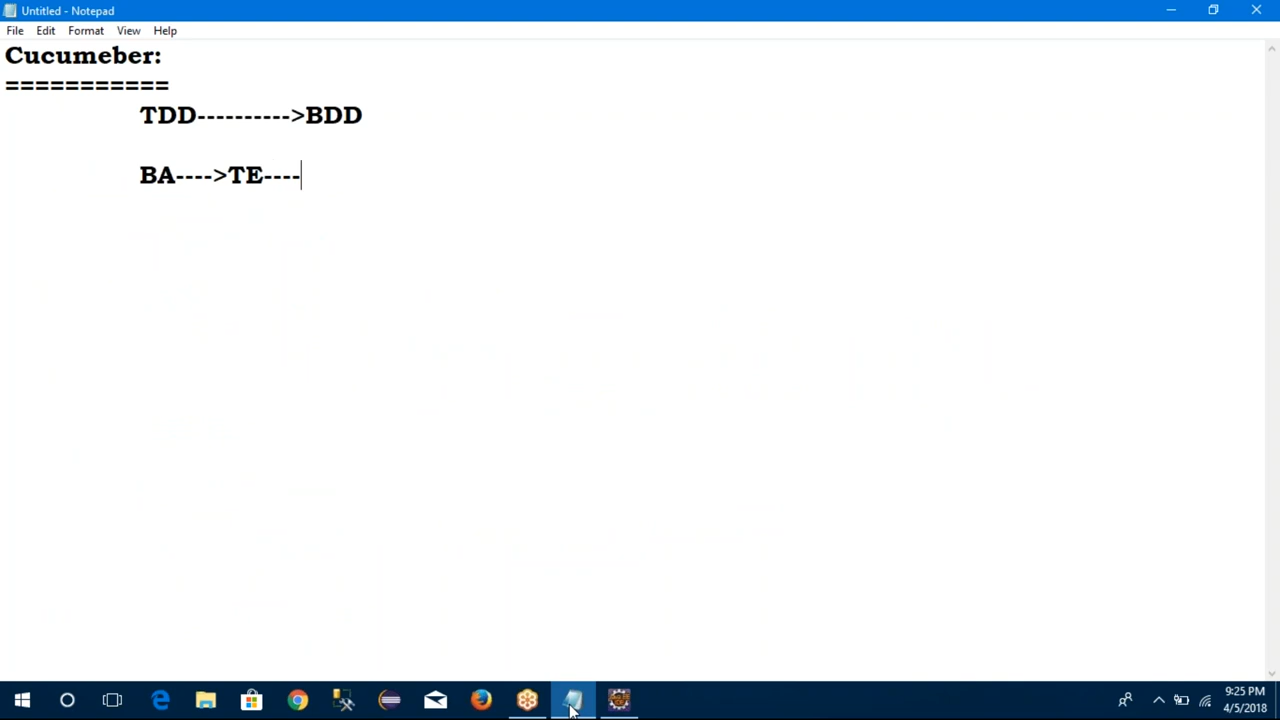 Untitled - Notepad
File Edit Format View Help
Cucumeber:
===========
TDD---------->BDD
BA---->TE----
9:25 PM
4/5/2018